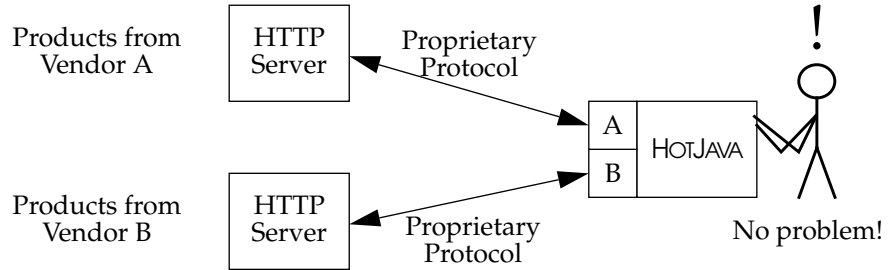 Products from
Vendor A
HTTP
Server
Proprietary
Protocol
!
A
B
HOTJAVA
Products from
Vendor B
HTTP
Server
Proprietary
Protocol
No problem!